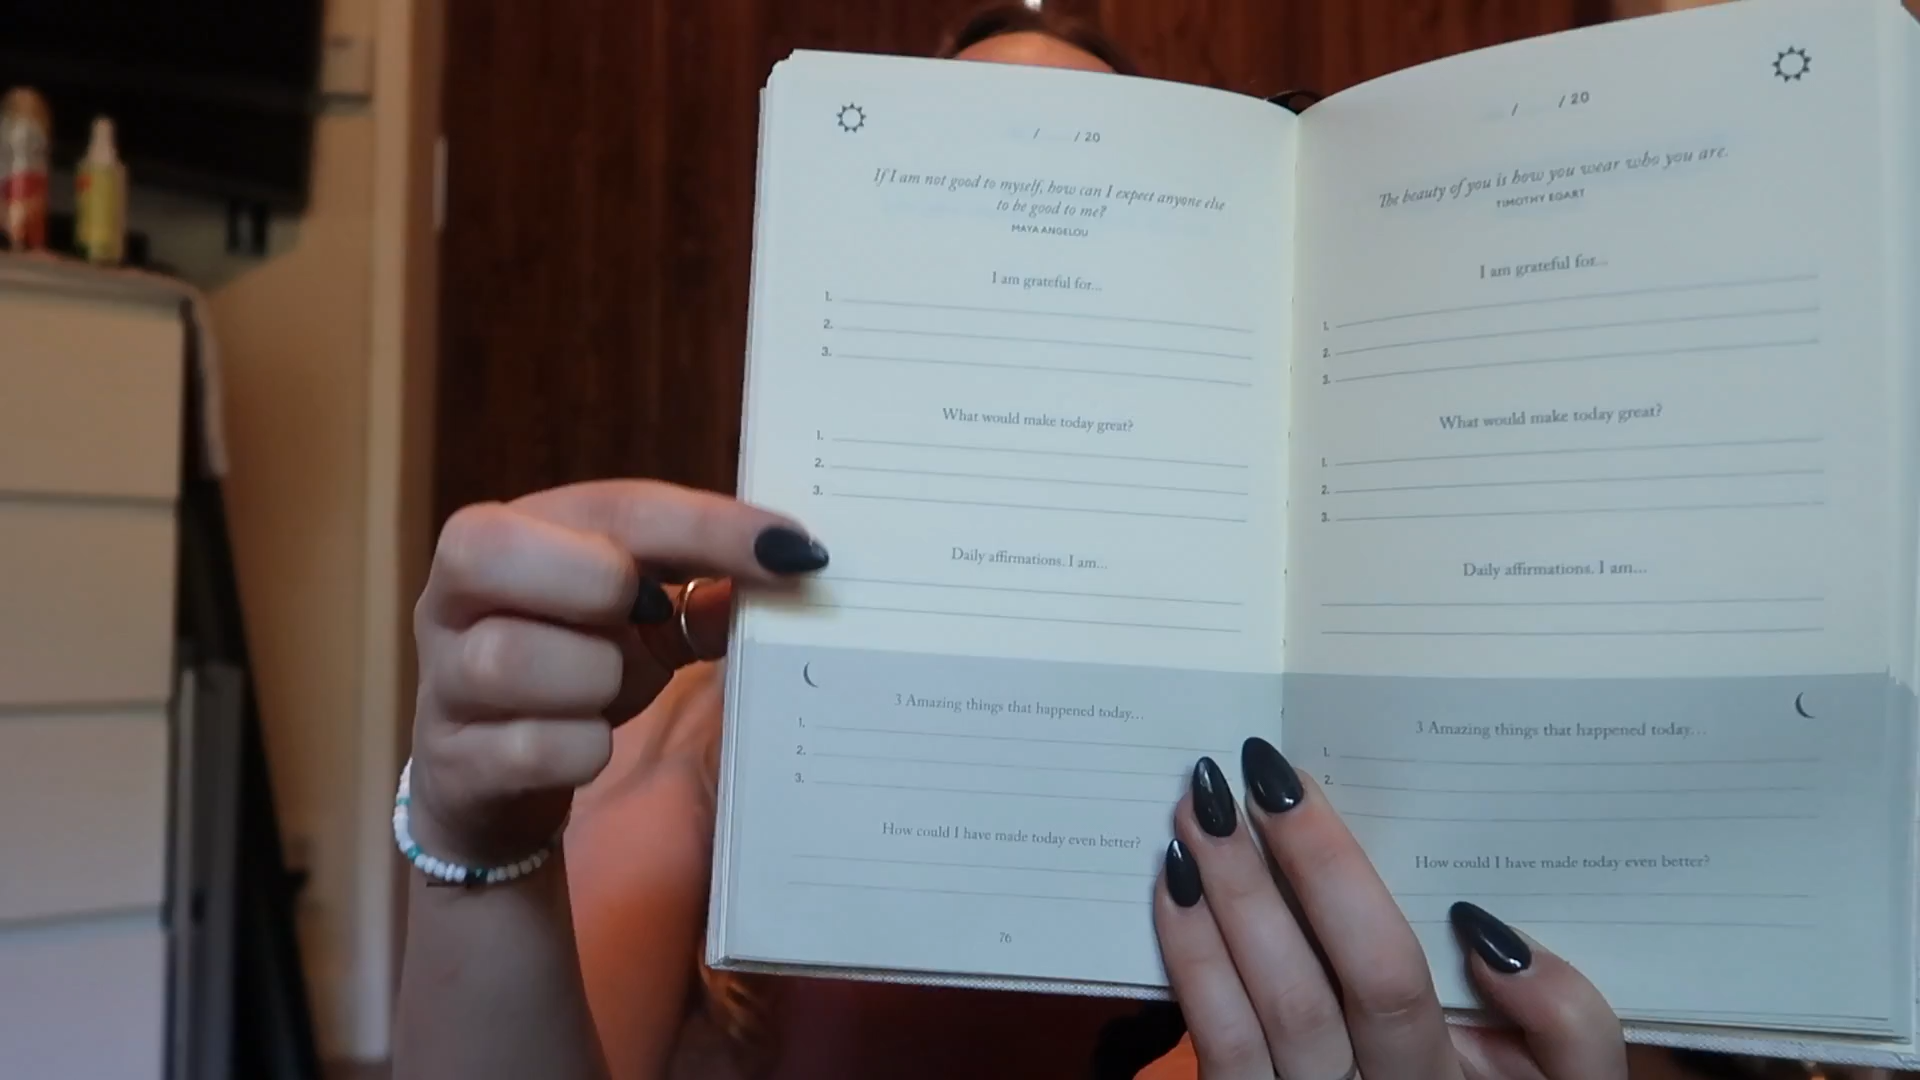 / / 20
If I am not good to myself, how can I expect anyone else
to be good to me?
MAYA ANGELOU
I am grateful for...
1.
2.
3.
What would make today great?
1.
2.
3.
Daily affirmations. I am...
3 Amazing things that happened today...
1.
2.
3.
How could I have made today even better?
76
/ / 20
The beauty of you is how you wear who you are.
TIMOTHY EGART
I am grateful for...
1.
2.
3.
What would make today great?
1.
2.
3.
Daily affirmations. I am...
3 Amazing things that happened today...
1.
2.
How could I have made today even better?